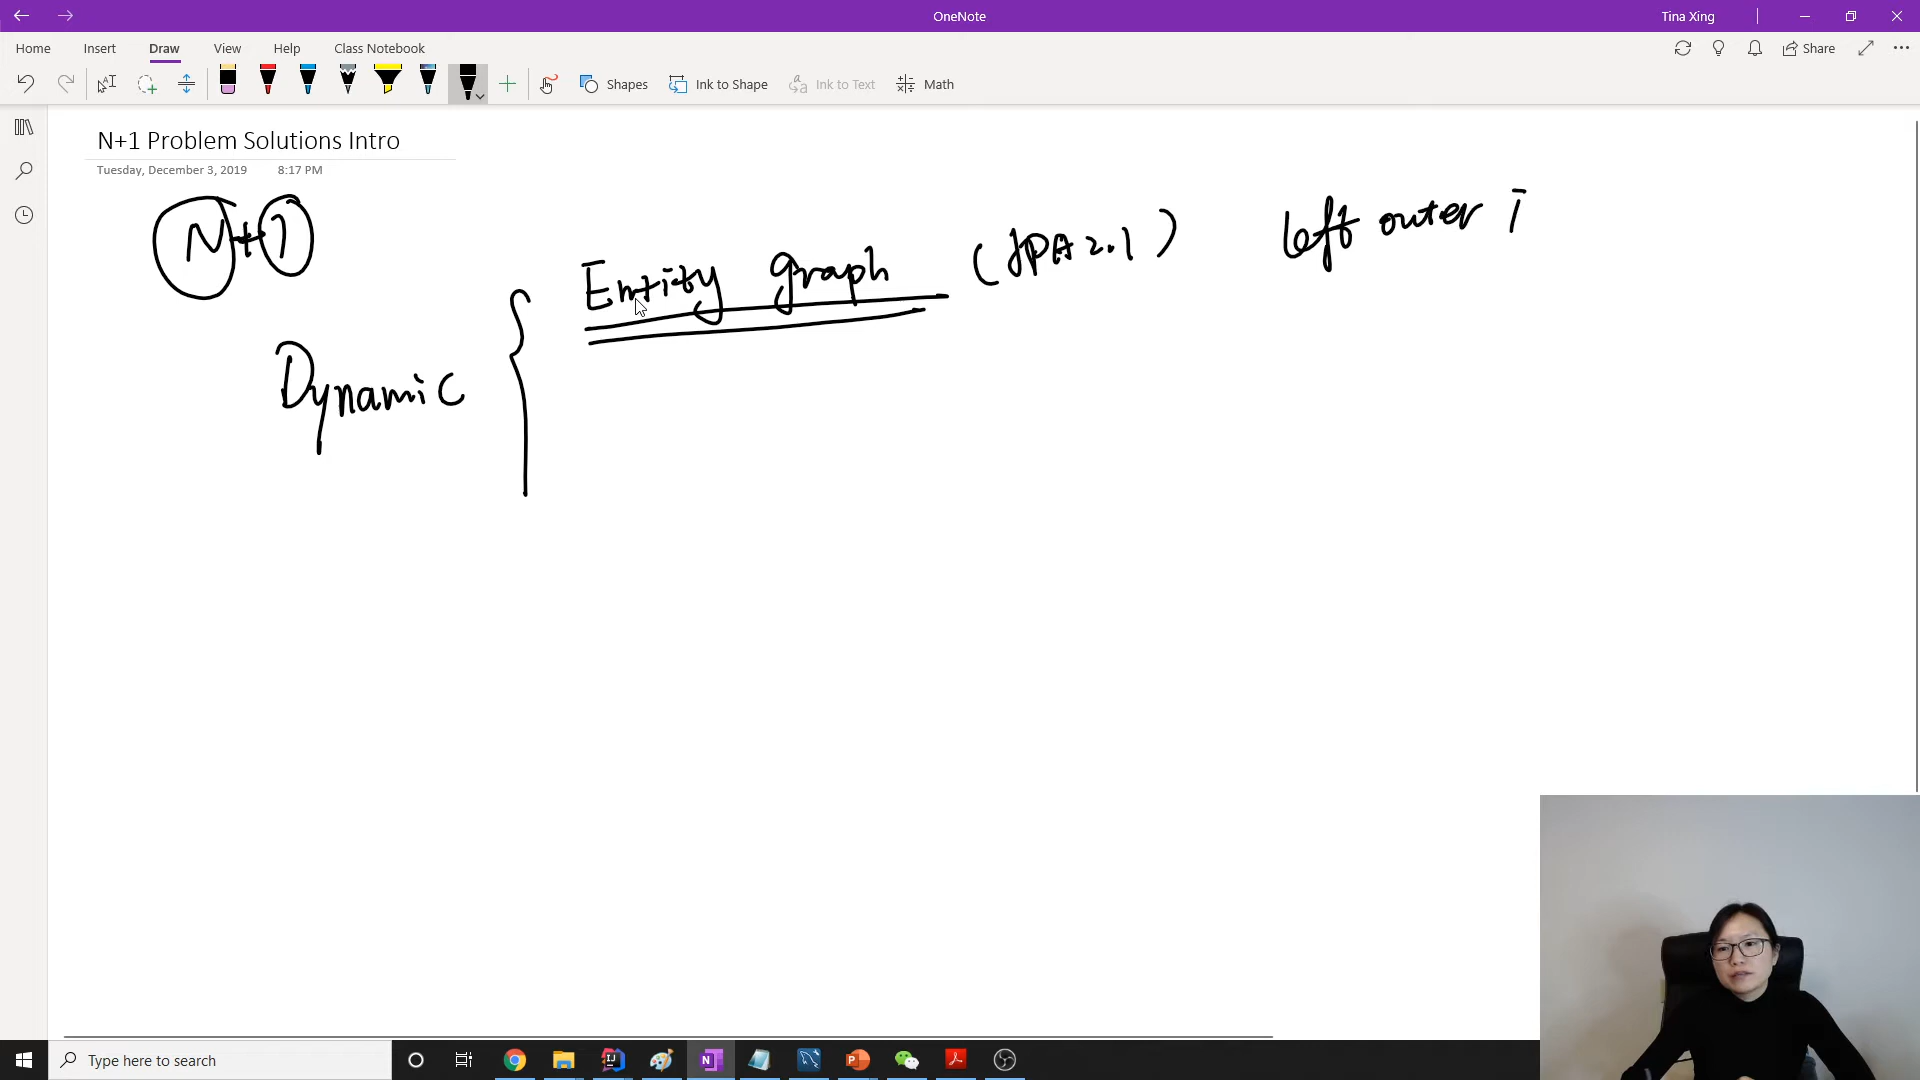 OneNote
Tina Xing
Home Insert Draw View Help Class Notebook
Share
Shapes Ink to Shape Ink to Text Math
N+1 Problem Solutions Intro
Tuesday, December 3, 2019 8:17 PM
N+1
Entity graph (JPA 2.1) left outer
Dynamic {
Type here to search